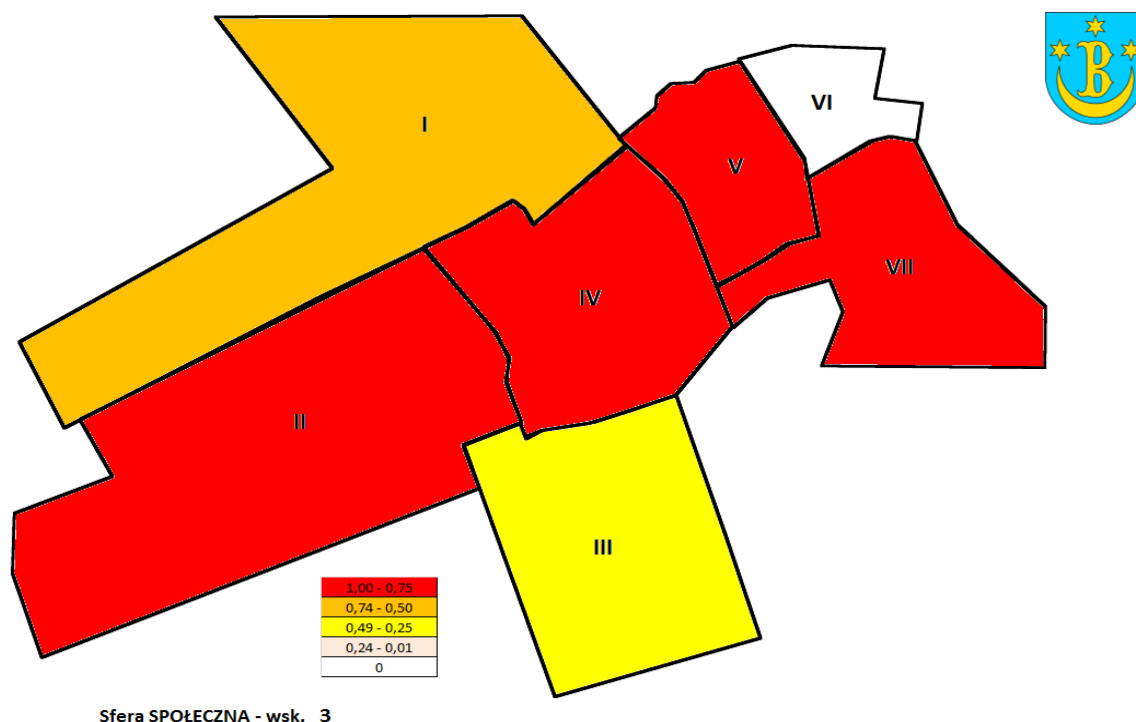 B
I
VI
V
VII
IV
II
III
1,00 - 0,75
0,74 - 0,50
0,49 - 0,25
0,24 - 0,01
0
Sfera SPOŁECZNA - wsk. 3